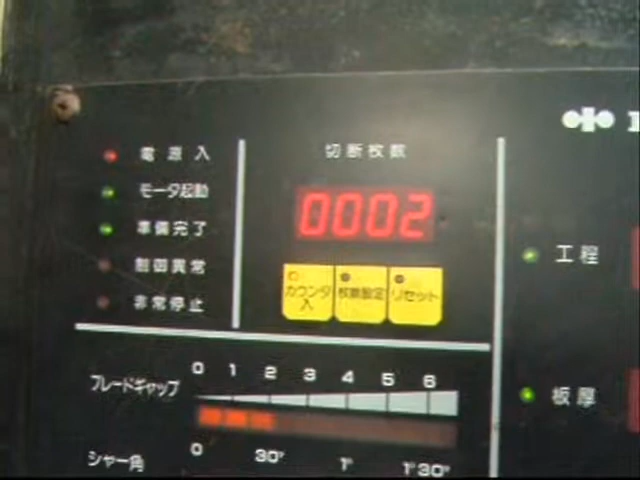 電源入
切断枚数
モータ起動
0002
準備完了
制御異常
カウンタ入
枚数設定
リセット
工程
非常停止
ブレードギャップ
0 1 2 3 4 5 6
板厚
シャー角
0 30' 1° 1°30'